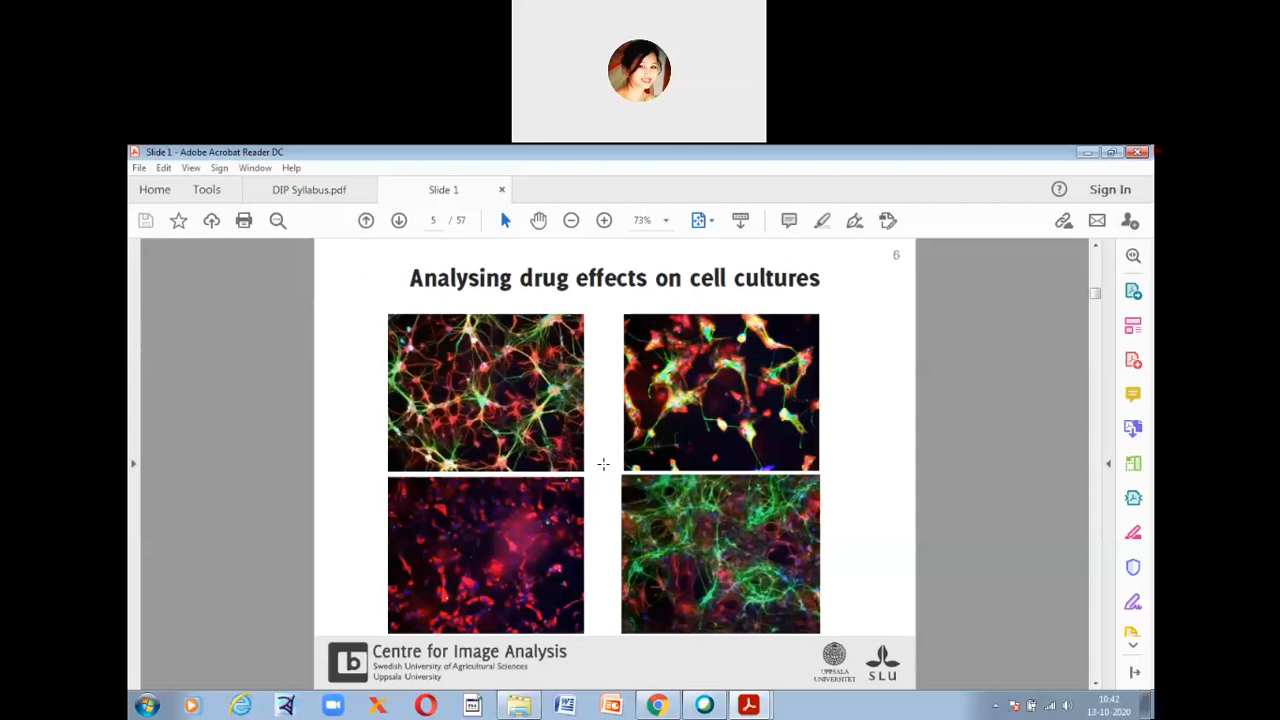 Slide 1 - Adobe Acrobat Reader DC
File Edit View Sign Window Help
Home Tools DIP Syllabus.pdf Slide 1 Sign In
5 / 57 73%
6
Analysing drug effects on cell cultures
Centre for Image Analysis
Swedish University of Agricultural Sciences
Uppsala University
UPPSALA
UNIVERSITET
SLU
10:42
13-10-2020